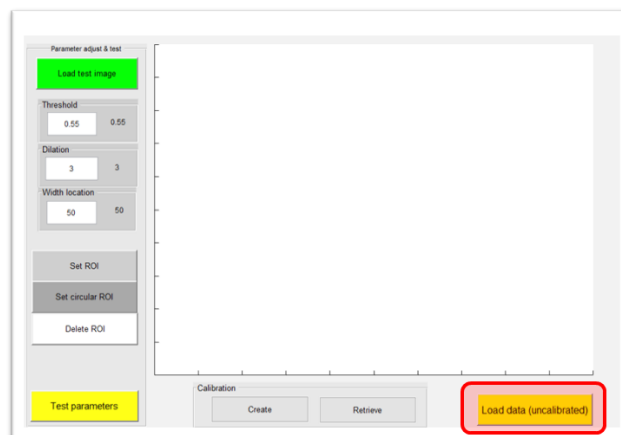 Parameter adjust & test
Load test image
Threshold
0.55 0.55
Dilation
3 3
Width location
50 50
Set ROI
Set circular ROI
Delete ROI
Test parameters
Calibration
Create Retrieve
Load data (uncalibrated)